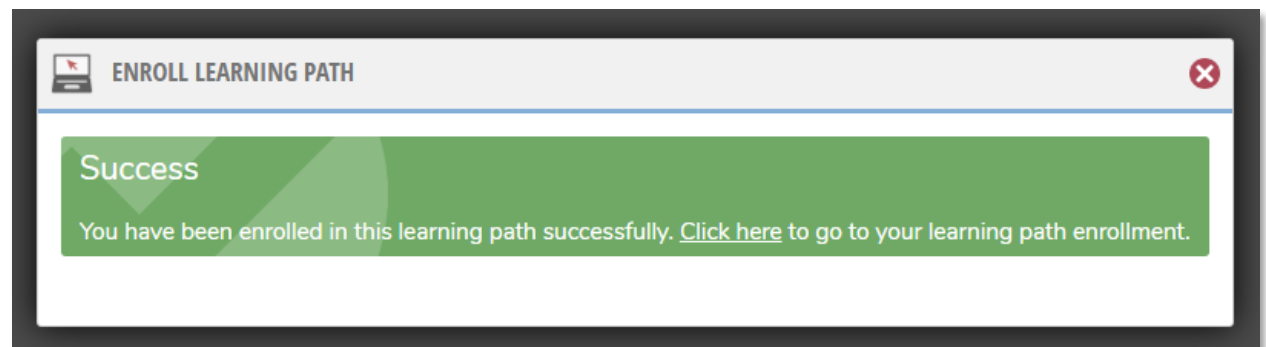 ENROLL LEARNING PATH
Success
You have been enrolled in this learning path successfully. Click here to go to your learning path enrollment.